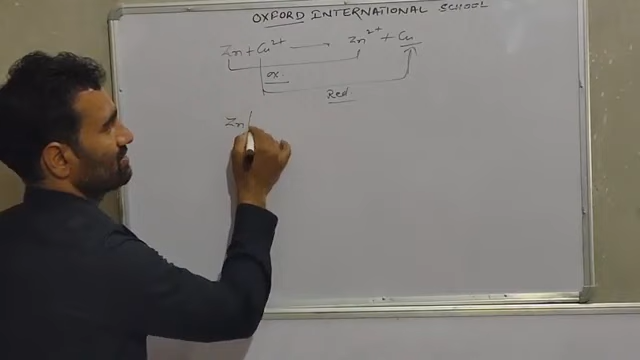 OXFORD INTERNATIONAL SCHOOL
Zn + Cu²⁺ → Zn²⁺ + Cu
ox.
Red.
Zn|